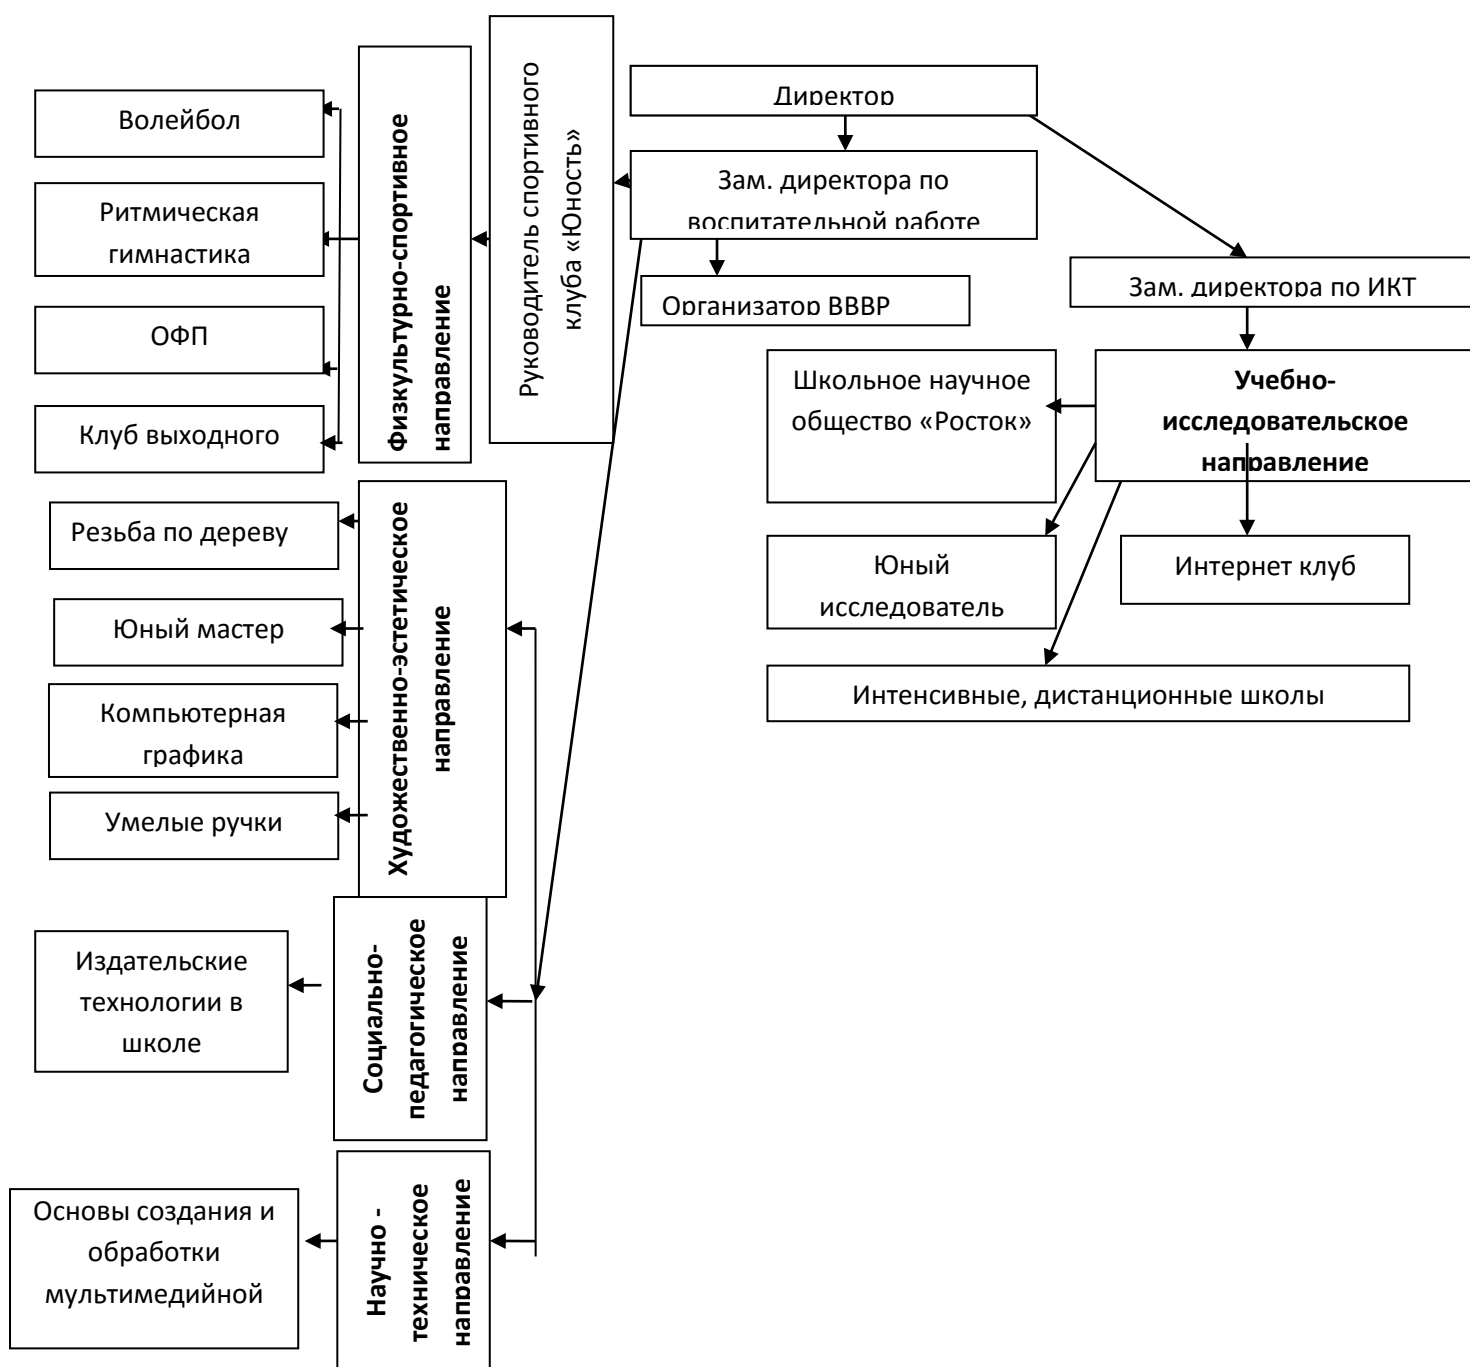 Директор
Зам. директора по
воспитательной работе
Организатор ВВВР
Зам. директора по ИКТ
Учебно-
исследовательское
направление
Школьное научное
общество «Росток»
Юный
исследователь
Интернет клуб
Интенсивные, дистанционные школы
Руководитель спортивного
клуба «Юность»
Физкультурно-спортивное
направление
Волейбол
Ритмическая
гимнастика
ОФП
Клуб выходного
Художественно-эстетическое
направление
Резьба по дереву
Юный мастер
Компьютерная
графика
Умелые ручки
Социально-
педагогическое
направление
Издательские
технологии в
школе
Научно -
техническое
направление
Основы создания и
обработки
мультимедийной